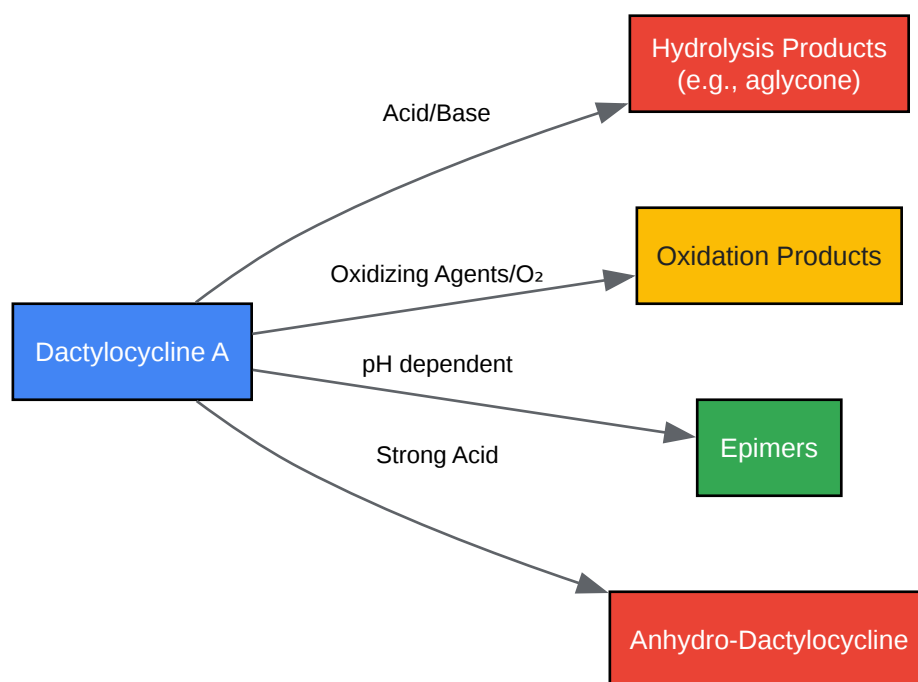 Hydrolysis Products
(e.g., aglycone)
Acid/Base
Oxidation Products
Oxidizing Agents/O₂
Dactylocycline A
pH dependent
Epimers
Strong Acid
Anhydro-Dactylocycline